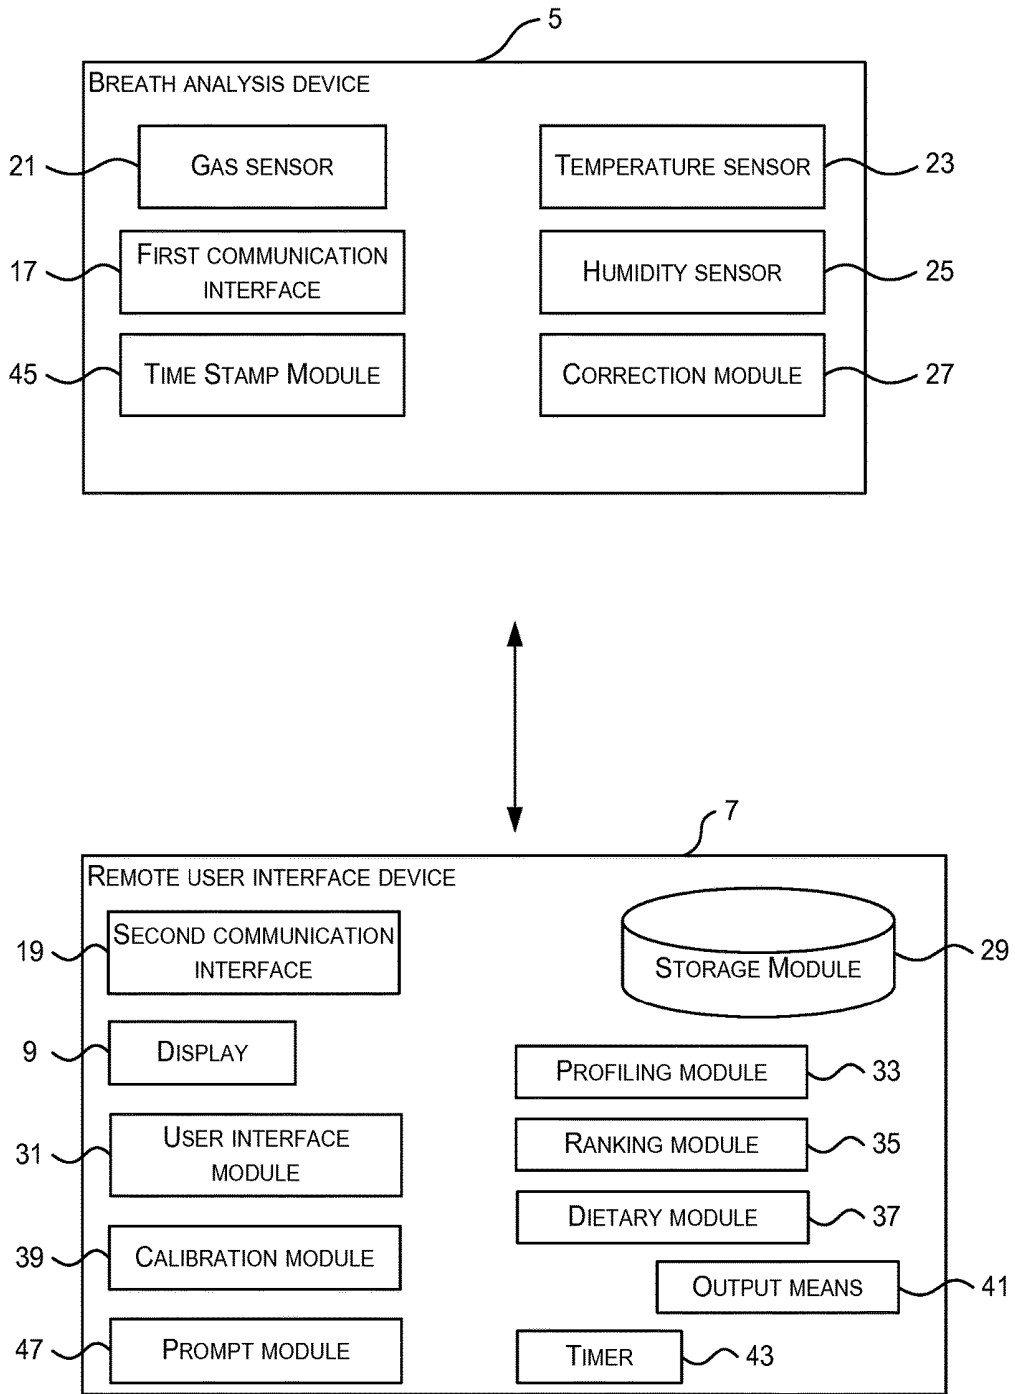 5
BREATH ANALYSIS DEVICE
21
GAS SENSOR
TEMPERATURE SENSOR
23
17
FIRST COMMUNICATION
INTERFACE
HUMIDITY SENSOR
25
45
TIME STAMP MODULE
CORRECTION MODULE
27
7
REMOTE USER INTERFACE DEVICE
19
SECOND COMMUNICATION
INTERFACE
STORAGE MODULE
29
9
DISPLAY
PROFILING MODULE
33
31
USER INTERFACE
MODULE
RANKING MODULE
35
DIETARY MODULE
37
39
CALIBRATION MODULE
OUTPUT MEANS
41
47
PROMPT MODULE
TIMER
43